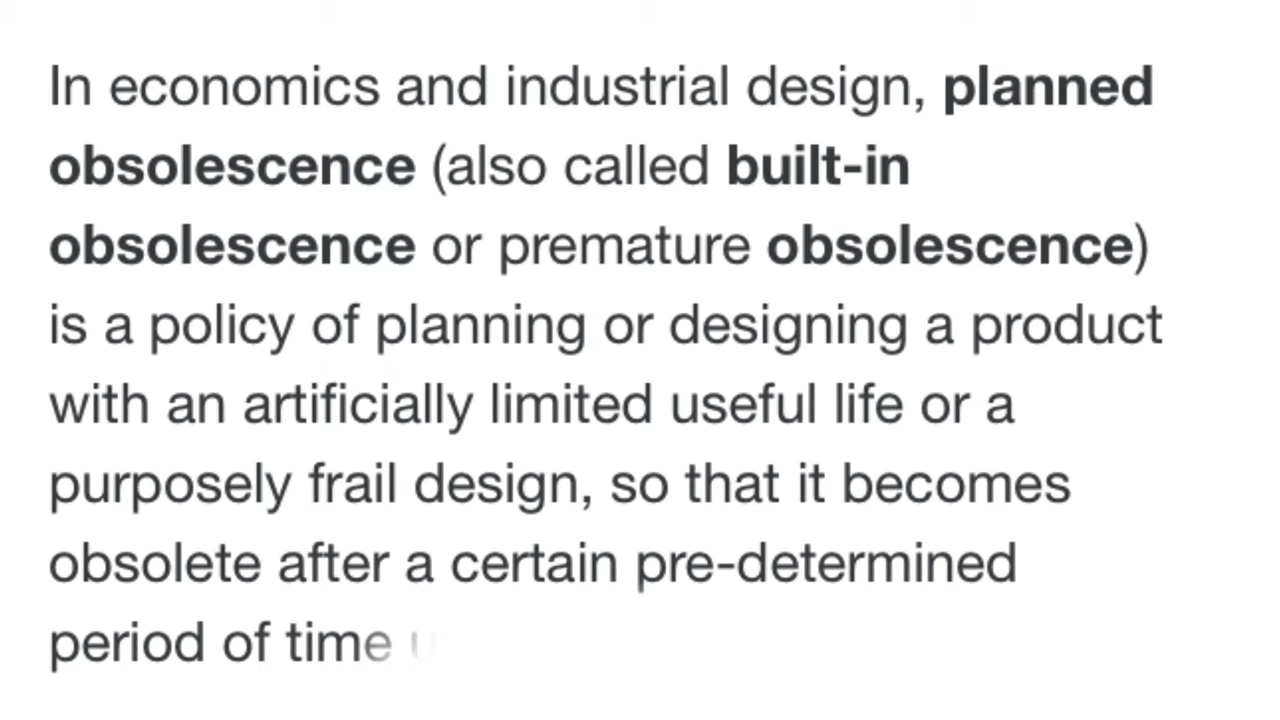 In economics and industrial design, planned
obsolescence (also called built-in
obsolescence or premature obsolescence)
is a policy of planning or designing a product
with an artificially limited useful life or a
purposely frail design, so that it becomes
obsolete after a certain pre-determined
period of time